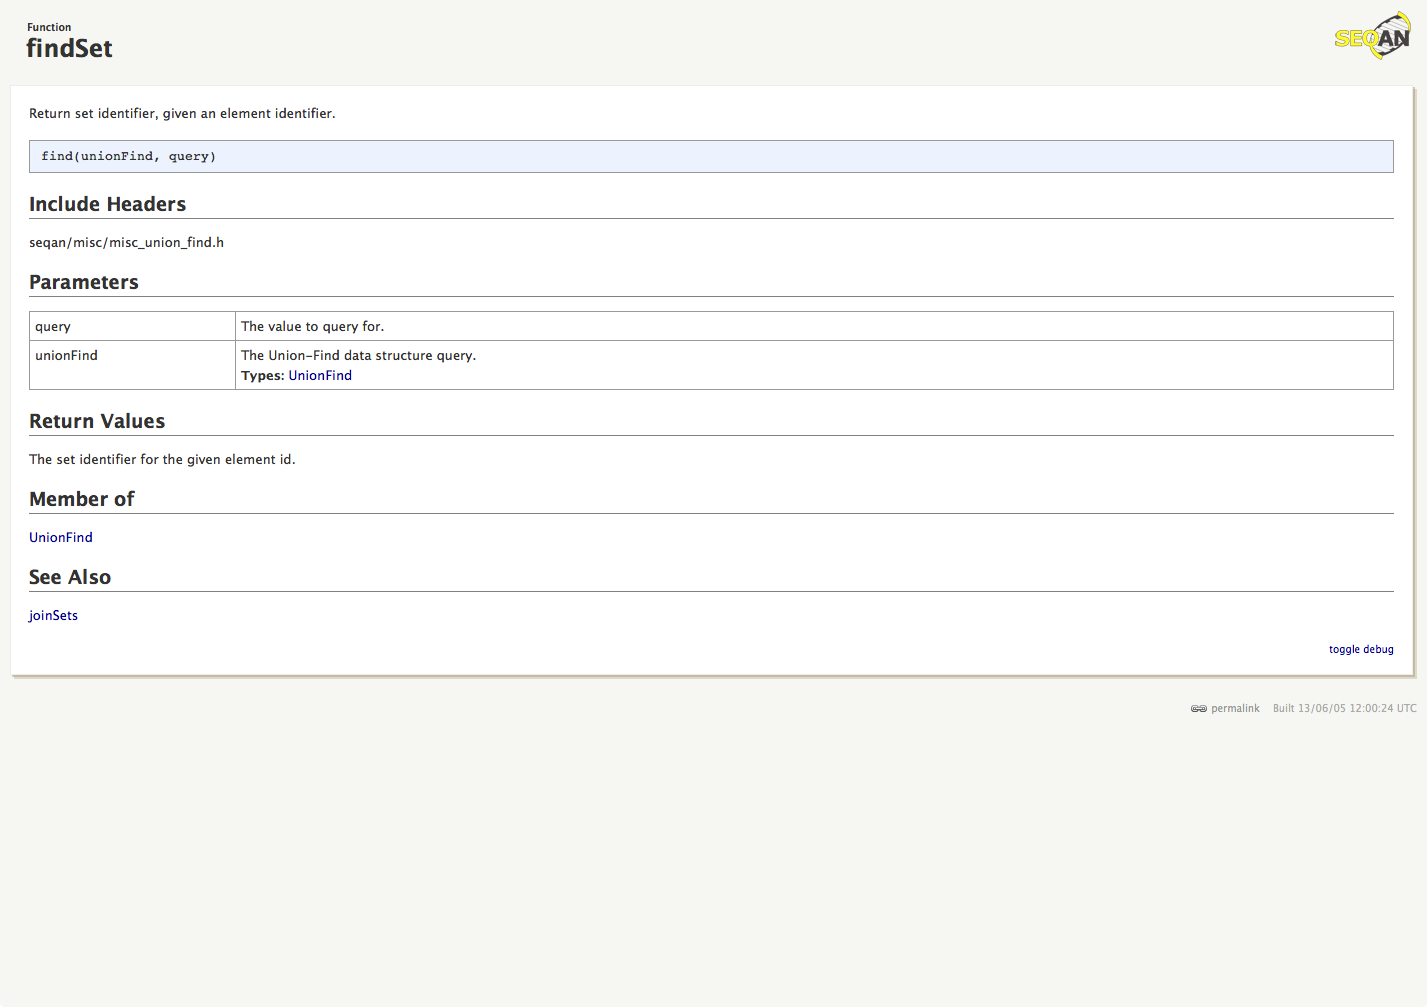 Function
findSet
SEQAN
Return set identifier, given an element identifier.
find(unionFind, query)
Include Headers
seqan/misc/misc_union_find.h
Parameters
query The value to query for.
unionFind The Union-Find data structure query.
Types: UnionFind
Return Values
The set identifier for the given element id.
Member of
UnionFind
See Also
joinSets
toggle debug
permalink Built 13/06/05 12:00:24 UTC